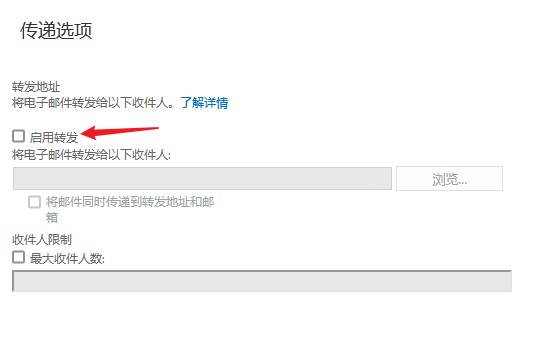 传递选项
转发地址
将电子邮件转发给以下收件人。了解详情
启用转发
将电子邮件转发给以下收件人:
浏览...
将邮件同时传递到转发地址和邮
箱
收件人限制
最大收件人数: